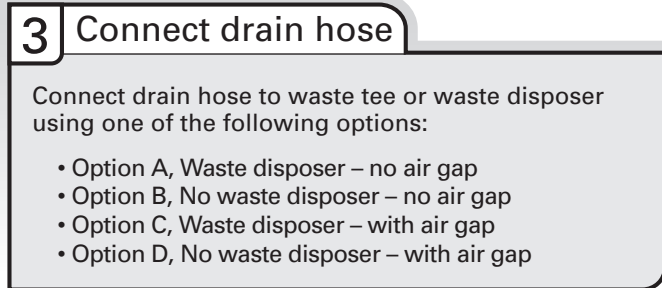 3 Connect drain hose
Connect drain hose to waste tee or waste disposer
using one of the following options:
• Option A, Waste disposer – no air gap
• Option B, No waste disposer – no air gap
• Option C, Waste disposer – with air gap
• Option D, No waste disposer – with air gap